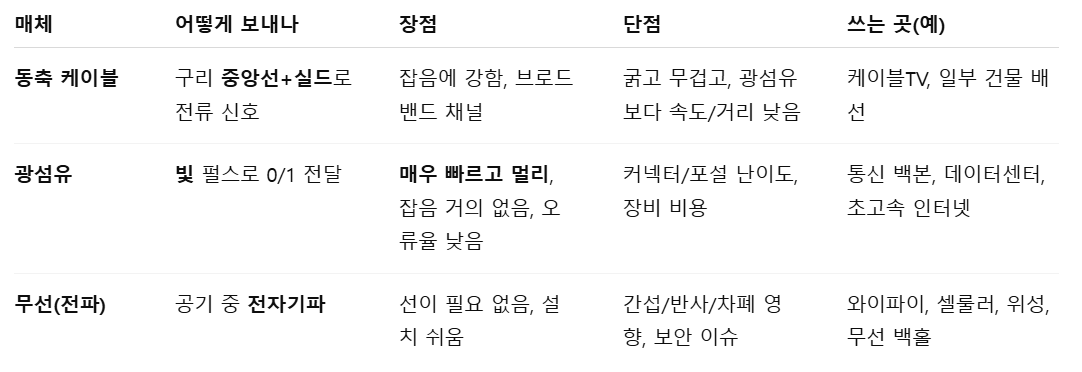 매체 어떻게 보내나 장점 단점 쓰는 곳(예)
동축 케이블 구리 중앙선+실드로 잡음에 강함, 브로드 굵고 무겁고, 광섬유 케이블TV, 일부 건물 배
전류 신호 밴드 채널 보다 속도/거리 낮음 선
광섬유 빛 펄스로 0/1 전달 매우 빠르고 멀리, 커넥터/포설 난이도, 통신 백본, 데이터센터,
잡음 거의 없음, 오 장비 비용 초고속 인터넷
류율 낮음
무선(전파) 공기 중 전자기파 선이 필요 없음, 설 간섭/반사/차폐 영 와이파이, 셀룰러, 위성,
치 쉬움 향, 보안 이슈 무선 백홀